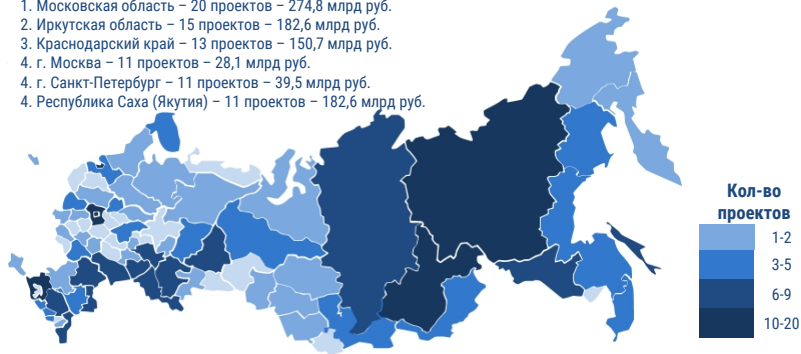 1. Московская область – 20 проектов – 274,8 млрд руб.
2. Иркутская область – 15 проектов – 182,6 млрд руб.
3. Краснодарский край – 13 проектов – 150,7 млрд руб.
4. г. Москва – 11 проектов – 28,1 млрд руб.
4. г. Санкт-Петербург – 11 проектов – 39,5 млрд руб.
4. Республика Саха (Якутия) – 11 проектов – 182,6 млрд руб.
Кол-во
проектов
1-2
3-5
6-9
10-20